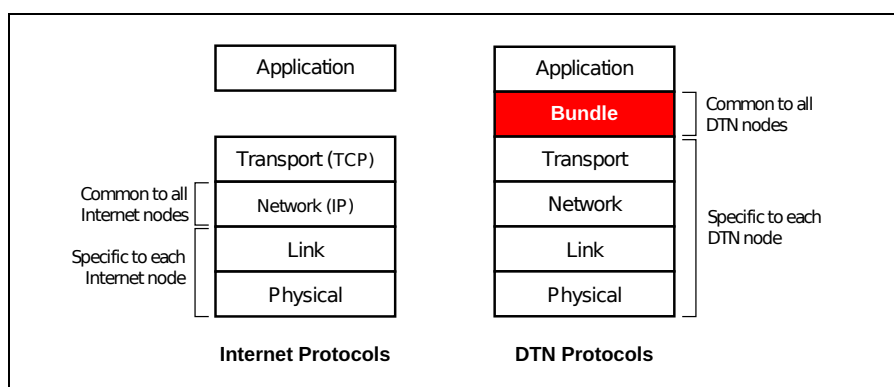 Application
Transport (TCP)
Common to all
Internet nodes
Network (IP)
Specific to each
Internet node
Link
Physical
Internet Protocols
Application
Bundle
Common to all
DTN nodes
Transport
Network
Specific to each
DTN node
Link
Physical
DTN Protocols